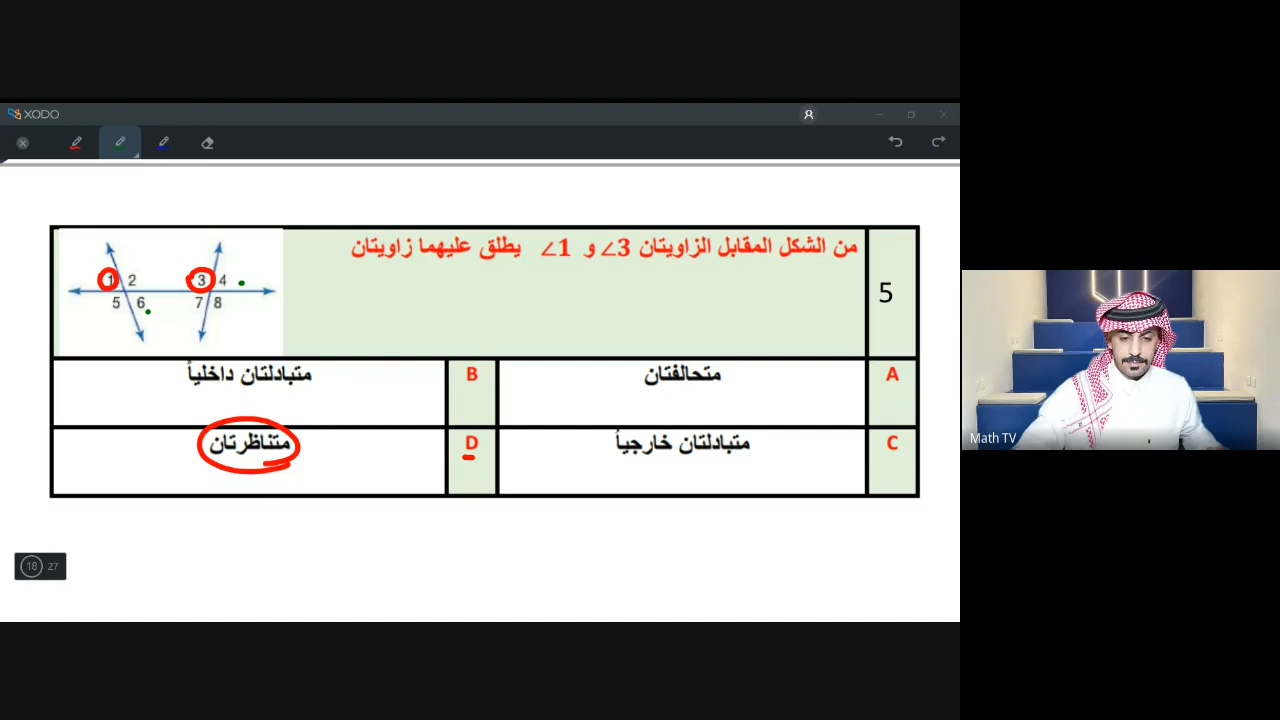 XODO
5
من الشكل المقابل الزاويتان 3∠ و 1∠ يطلق عليهما زاويتان
1 2 3 4
5 6 7 8
A
متحالفتان
B
متبادلتان داخلياً
C
متبادلتان خارجياً
D
متناظرتان
18 27
Math TV